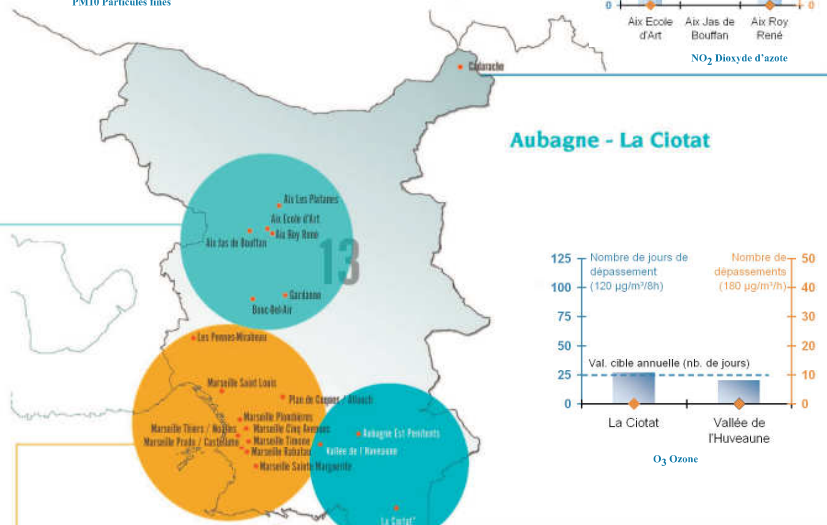 PM10 Particules fines
0
0
Aix Ecole d'Art
Aix Jas de Bouffan
Aix Roy René
NO2 Dioxyde d'azote
Cadarache
Aubagne - La Ciotat
Aix Les Platanes
Aix Ecole d'Art
Aix Roy René
Aix Jas de Bouffan
13
Gardanne
Bouc-Bel-Air
Les Pennes-Mirabeau
Marseille Saint Louis
Plan de Cuques / Allauch
Marseille Plombières
Marseille Thiers / Noailles
Marseille Cinq Avenues
Marseille Prado / Castellane
Marseille Timone
Marseille Rabatau
Marseille Sainte Marguerite
Aubagne Est Penitents
Vallée de l'Huveaune
La Ciotat*
125
100
75
50
25
0
Nombre de jours de
dépassement
(120 µg/m³/8h)
Nombre de
dépassements
(180 µg/m³/h)
50
40
30
20
10
0
Val. cible annuelle (nb. de jours)
La Ciotat
Vallée de
l'Huveaune
O3 Ozone